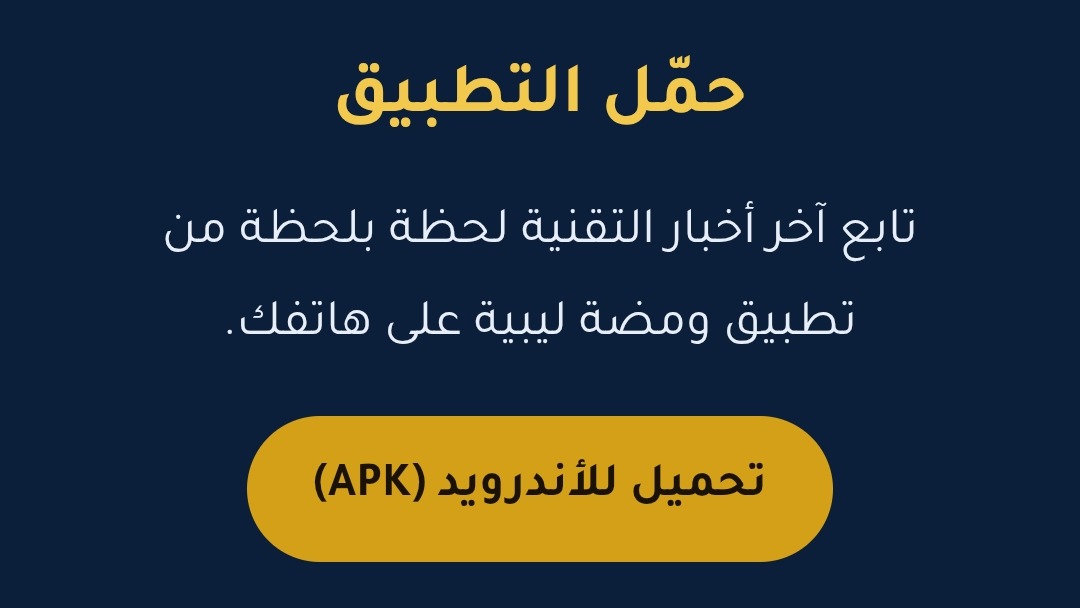 حمّل التطبيق
تابع آخر أخبار التقنية لحظة بلحظة من
تطبيق ومضة ليبية على هاتفك.
تحميل للأندرويد (APK)